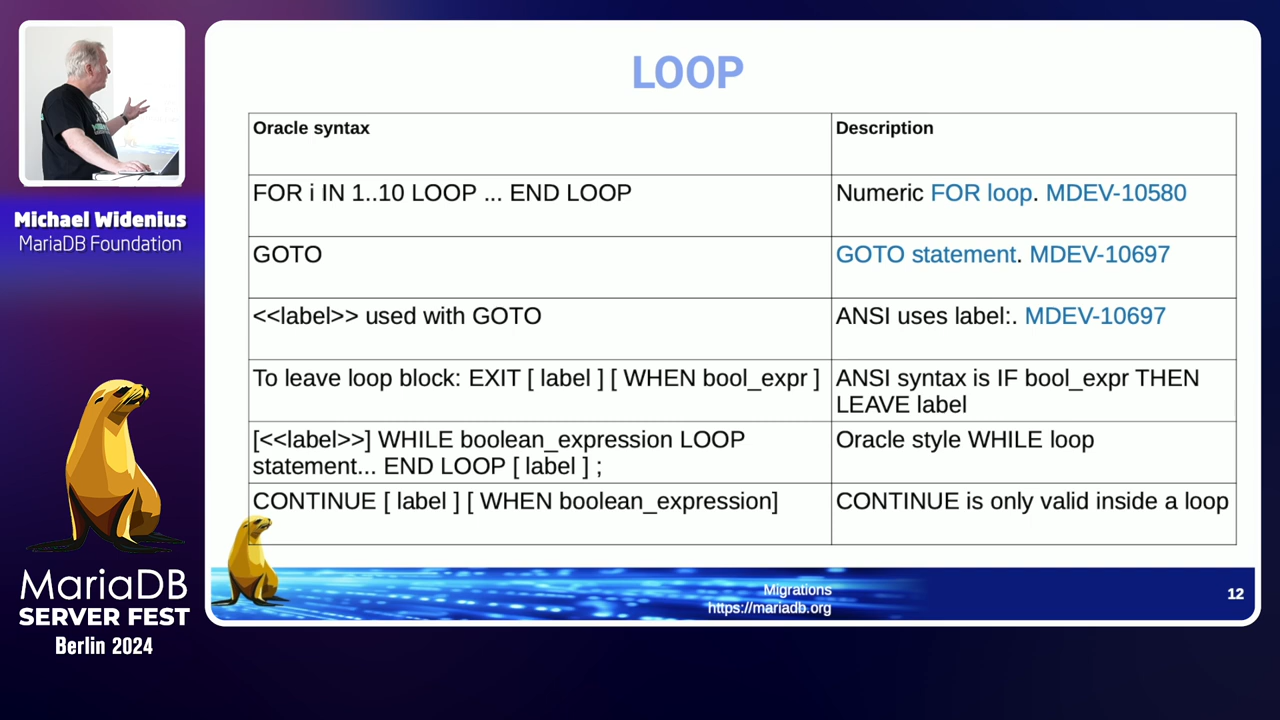 Michael Widenius
MariaDB Foundation
MariaDB
SERVER FEST
Berlin 2024
LOOP
Oracle syntax
Description
FOR i IN 1..10 LOOP ... END LOOP
Numeric FOR loop. MDEV-10580
GOTO
GOTO statement. MDEV-10697
<<label>> used with GOTO
ANSI uses label:. MDEV-10697
To leave loop block: EXIT [ label ] [ WHEN bool_expr ]
ANSI syntax is IF bool_expr THEN
LEAVE label
[<<label>>] WHILE boolean_expression LOOP
statement... END LOOP [ label ] ;
Oracle style WHILE loop
CONTINUE [ label ] [ WHEN boolean_expression]
CONTINUE is only valid inside a loop
Migrations
https://mariadb.org
12